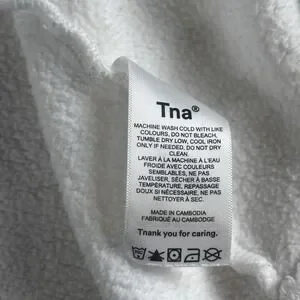 Tna®
MACHINE WASH COLD WITH LIKE
COLOURS, DO NOT BLEACH,
TUMBLE DRY LOW, COOL IRON
ONLY IF NEEDED, DO NOT DRY
CLEAN.
LAVER À LA MACHINE À L'EAU
FROIDE AVEC COULEURS
SEMBLABLES, NE PAS
JAVELISER, SÉCHER À BASSE
TEMPÉRATURE, REPASSAGE
DOUX SI NÉCESSAIRE, NE PAS
NETTOYER À SEC.
MADE IN CAMBODIA
FABRIQUÉ AU CAMBODGE
Thank you for caring.